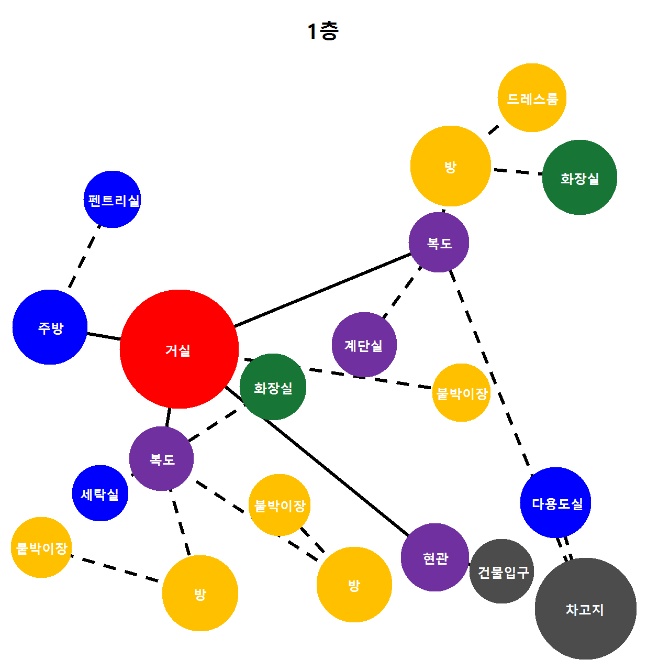 1층
드레스룸
방
화장실
펜트리실
복도
주방
계단실
거실
화장실
붙박이장
복도
세탁실
붙박이장
다용도실
붙박이장
현관
건물입구
방
방
차고지